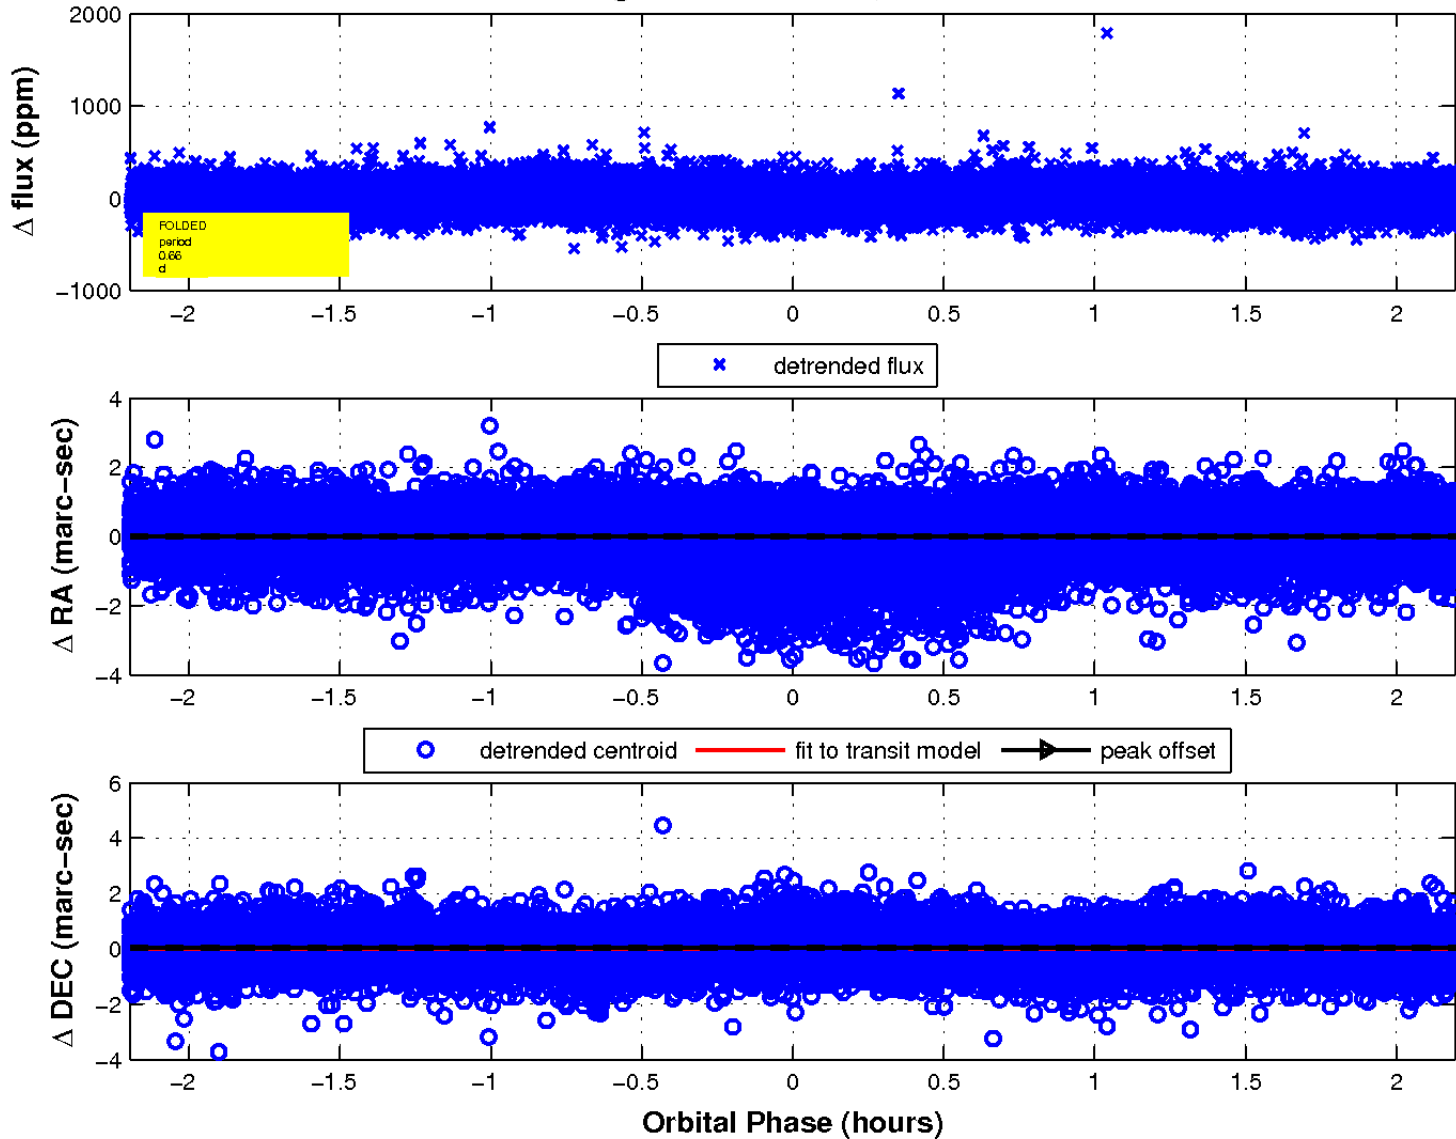 2000
1000
0
−1000
Δ flux (ppm)
FOLDED
period
0.66
d
−2 −1.5 −1 −0.5 0 0.5 1 1.5 2
detrended flux
4
2
0
−2
−4
Δ RA (marc−sec)
−2 −1.5 −1 −0.5 0 0.5 1 1.5 2
detrended centroid fit to transit model peak offset
6
4
2
0
−2
−4
Δ DEC (marc−sec)
−2 −1.5 −1 −0.5 0 0.5 1 1.5 2
Orbital Phase (hours)